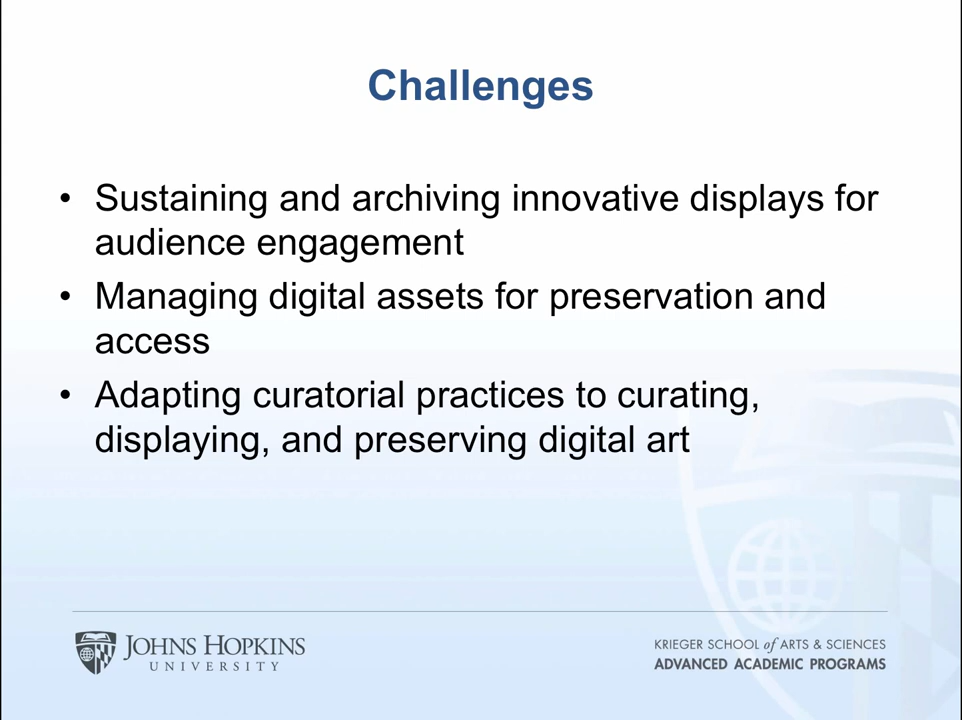 Challenges
• Sustaining and archiving innovative displays for
audience engagement
• Managing digital assets for preservation and
access
• Adapting curatorial practices to curating,
displaying, and preserving digital art
JOHNS HOPKINS
UNIVERSITY
KRIEGER SCHOOL of ARTS & SCIENCES
ADVANCED ACADEMIC PROGRAMS